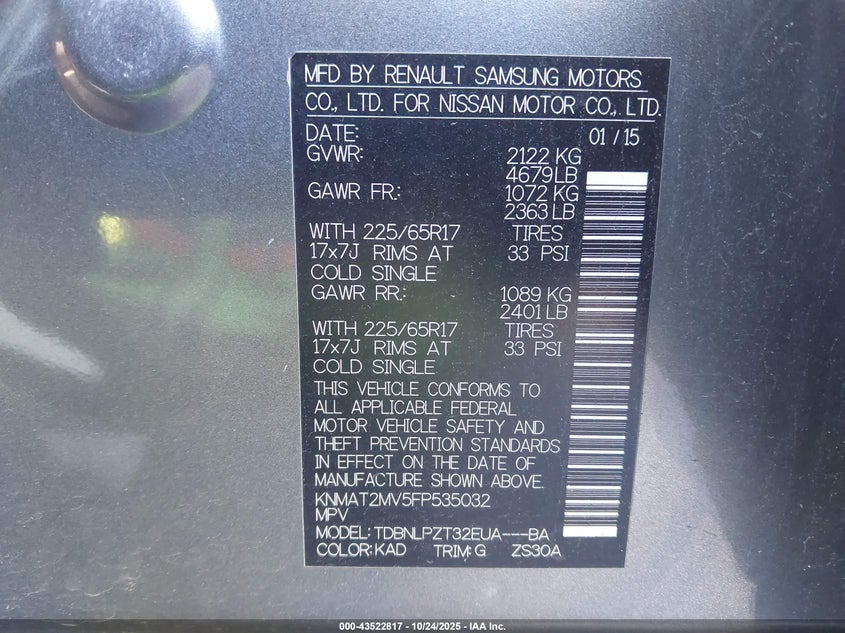 MFD BY RENAULT SAMSUNG MOTORS
CO., LTD. FOR NISSAN MOTOR CO., LTD.
DATE: 01 / 15
GVWR: 2122 KG
4679 LB
GAWR FR.: 1072 KG
2363 LB
WITH 225/65R17 TIRES
17x7J RIMS AT 33 PSI
COLD SINGLE
GAWR RR.: 1089 KG
2401 LB
WITH 225/65R17 TIRES
17x7J RIMS AT 33 PSI
COLD SINGLE
THIS VEHICLE CONFORMS TO
ALL APPLICABLE FEDERAL
MOTOR VEHICLE SAFETY AND
THEFT PREVENTION STANDARDS
IN EFFECT ON THE DATE OF
MANUFACTURE SHOWN ABOVE.
KNMAT2MV5FP535032
MPV
MODEL: TDBNLPZT32EUA---BA
COLOR: KAD TRIM: G ZS30A
000-43522817 - 10/24/2025 - IAA Inc.